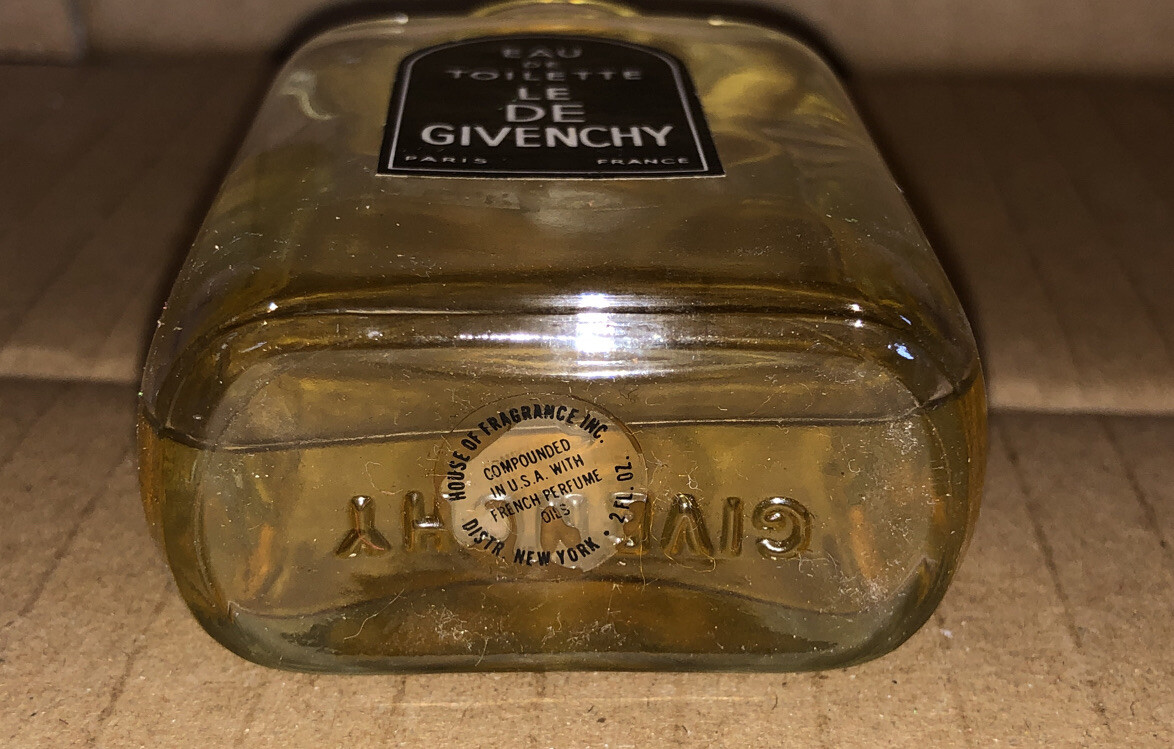 EAU
DE
TOILETTE
LE
DE
GIVENCHY
PARIS FRANCE
HOUSE OF FRAGRANCE INC.
COMPOUNDED
IN U.S.A. WITH
FRENCH PERFUME
OILS
DISTR. NEW YORK • 2 FL. OZ.
GIVENCHY